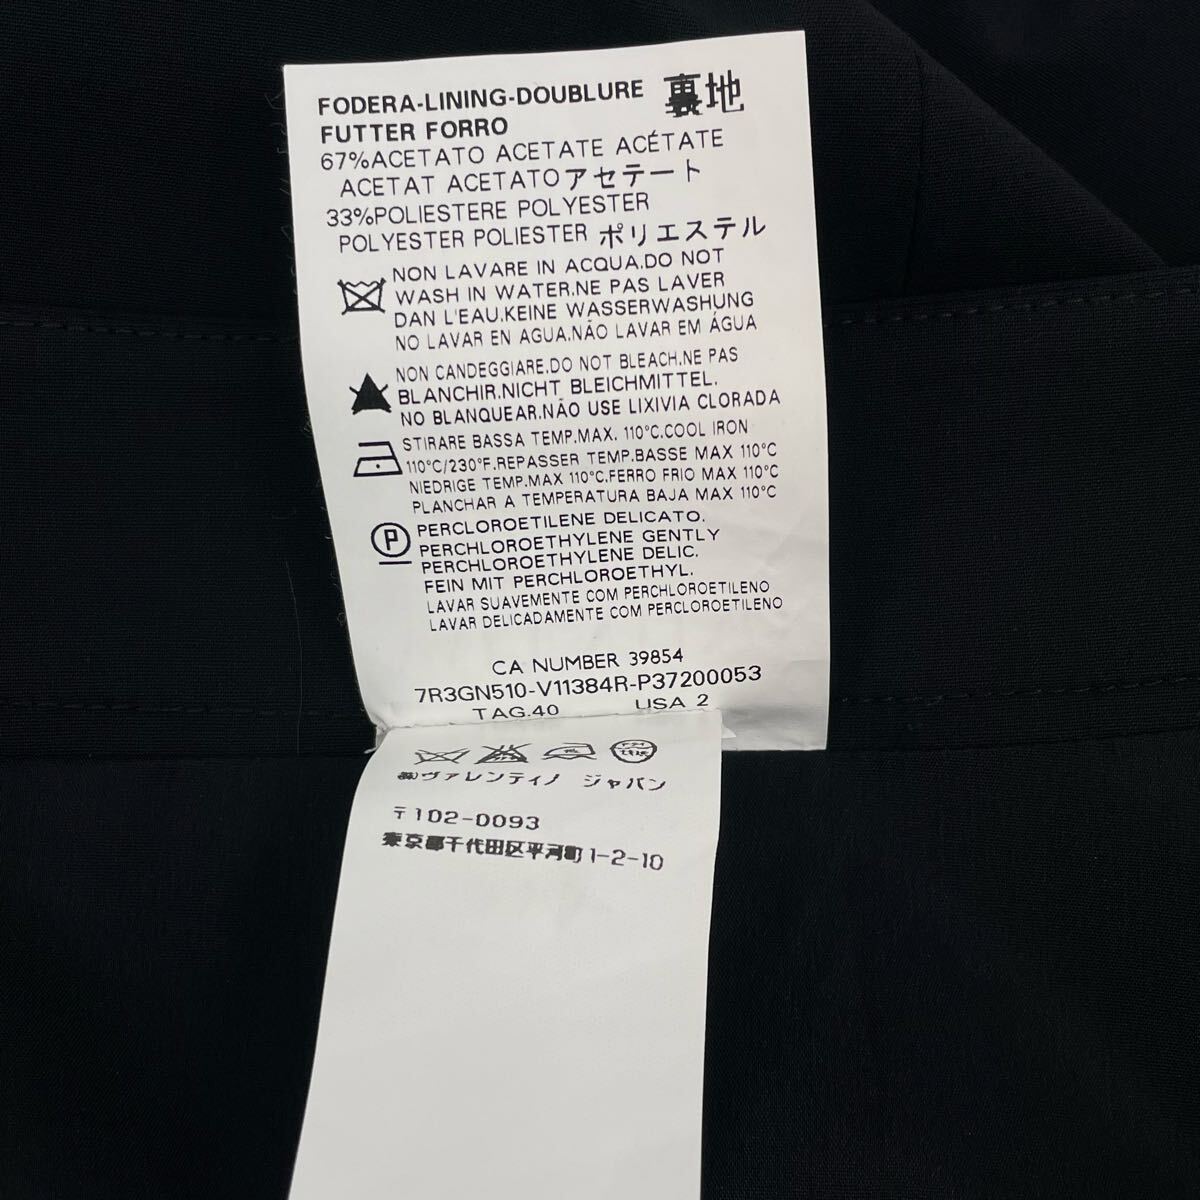 FODERA-LINING-DOUBLURE 裏地
FUTTER FORRO
67%ACETATO ACETATE ACÉTATE
ACETAT ACETATOアセテート
33%POLIESTERE POLYESTER
POLYESTER POLIESTER ポリエステル
NON LAVARE IN ACQUA.DO NOT
WASH IN WATER.NE PAS LAVER
DAN L'EAU.KEINE WASSERWASHUNG
NO LAVAR EN AGUA.NÃO LAVAR EM ÁGUA
NON CANDEGGIARE.DO NOT BLEACH.NE PAS
BLANCHIR.NICHT BLEICHMITTEL.
NO BLANQUEAR.NÃO USE LIXIVIA CLORADA
STIRARE BASSA TEMP.MAX. 110°C.COOL IRON
110°C/230°F.REPASSER TEMP.BASSE MAX 110°C
NIEDRIGE TEMP.MAX 110°C.FERRO FRIO MAX 110°C
PLANCHAR A TEMPERATURA BAJA MAX 110°C
P PERCLOROETILENE DELICATO.
PERCHLOROETHYLENE GENTLY
PERCHLOROETHYLENE DELIC.
FEIN MIT PERCHLOROETHYL.
LAVAR SUAVEMENTE COM PERCHLOROETILENO
LAVAR DELICADAMENTE COM PERCLOROETILENO
CA NUMBER 39854
7R3GN510-V11384R-P37200053
TAG.40 USA 2
㈱ヴァレンティノ ジャパン
〒102-0093
東京都千代田区平河町1-2-10